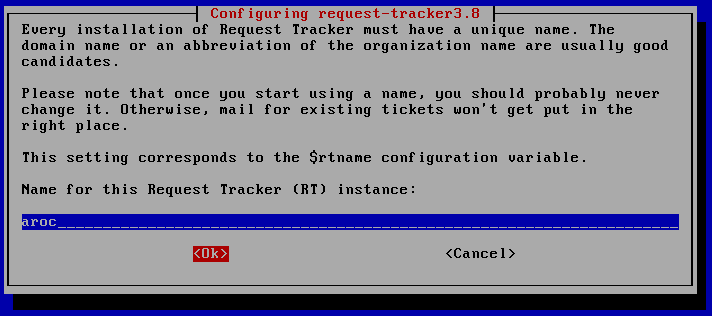 Configuring request-tracker3.8
Every installation of Request Tracker must have a unique name. The
domain name or an abbreviation of the organization name are usually good
candidates.
Please note that once you start using a name, you should probably never
change it. Otherwise, mail for existing tickets won't get put in the
right place.
This setting corresponds to the $rtname configuration variable.
Name for this Request Tracker (RT) instance:
aroc
<Ok> <Cancel>